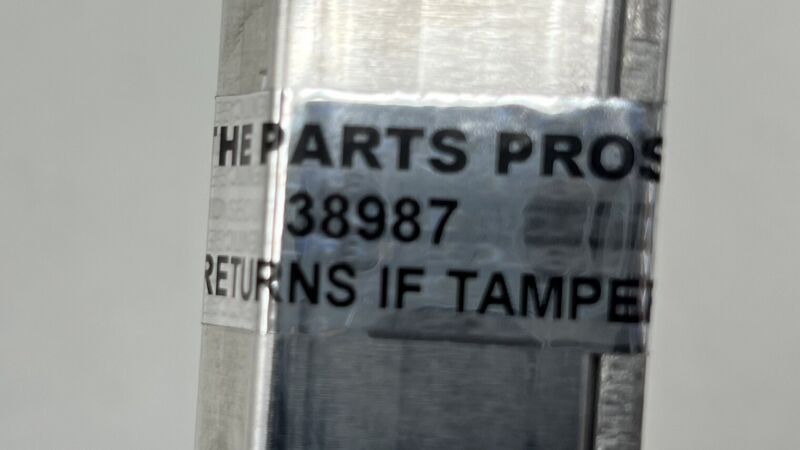 THE PARTS PROS
38987
RETURNS IF TAMPE